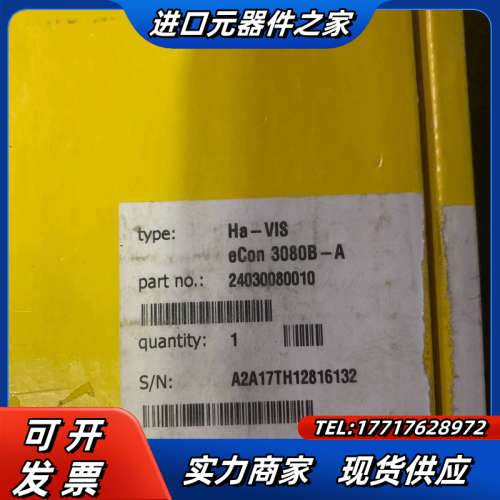 进口元器件之家
type: Ha-VIS
eCon 3080B-A
part no.: 24030080010
quantity: 1
S/N: A2A17TH12816132
TEL:17717628972
可开
发票
实力商家 现货供应